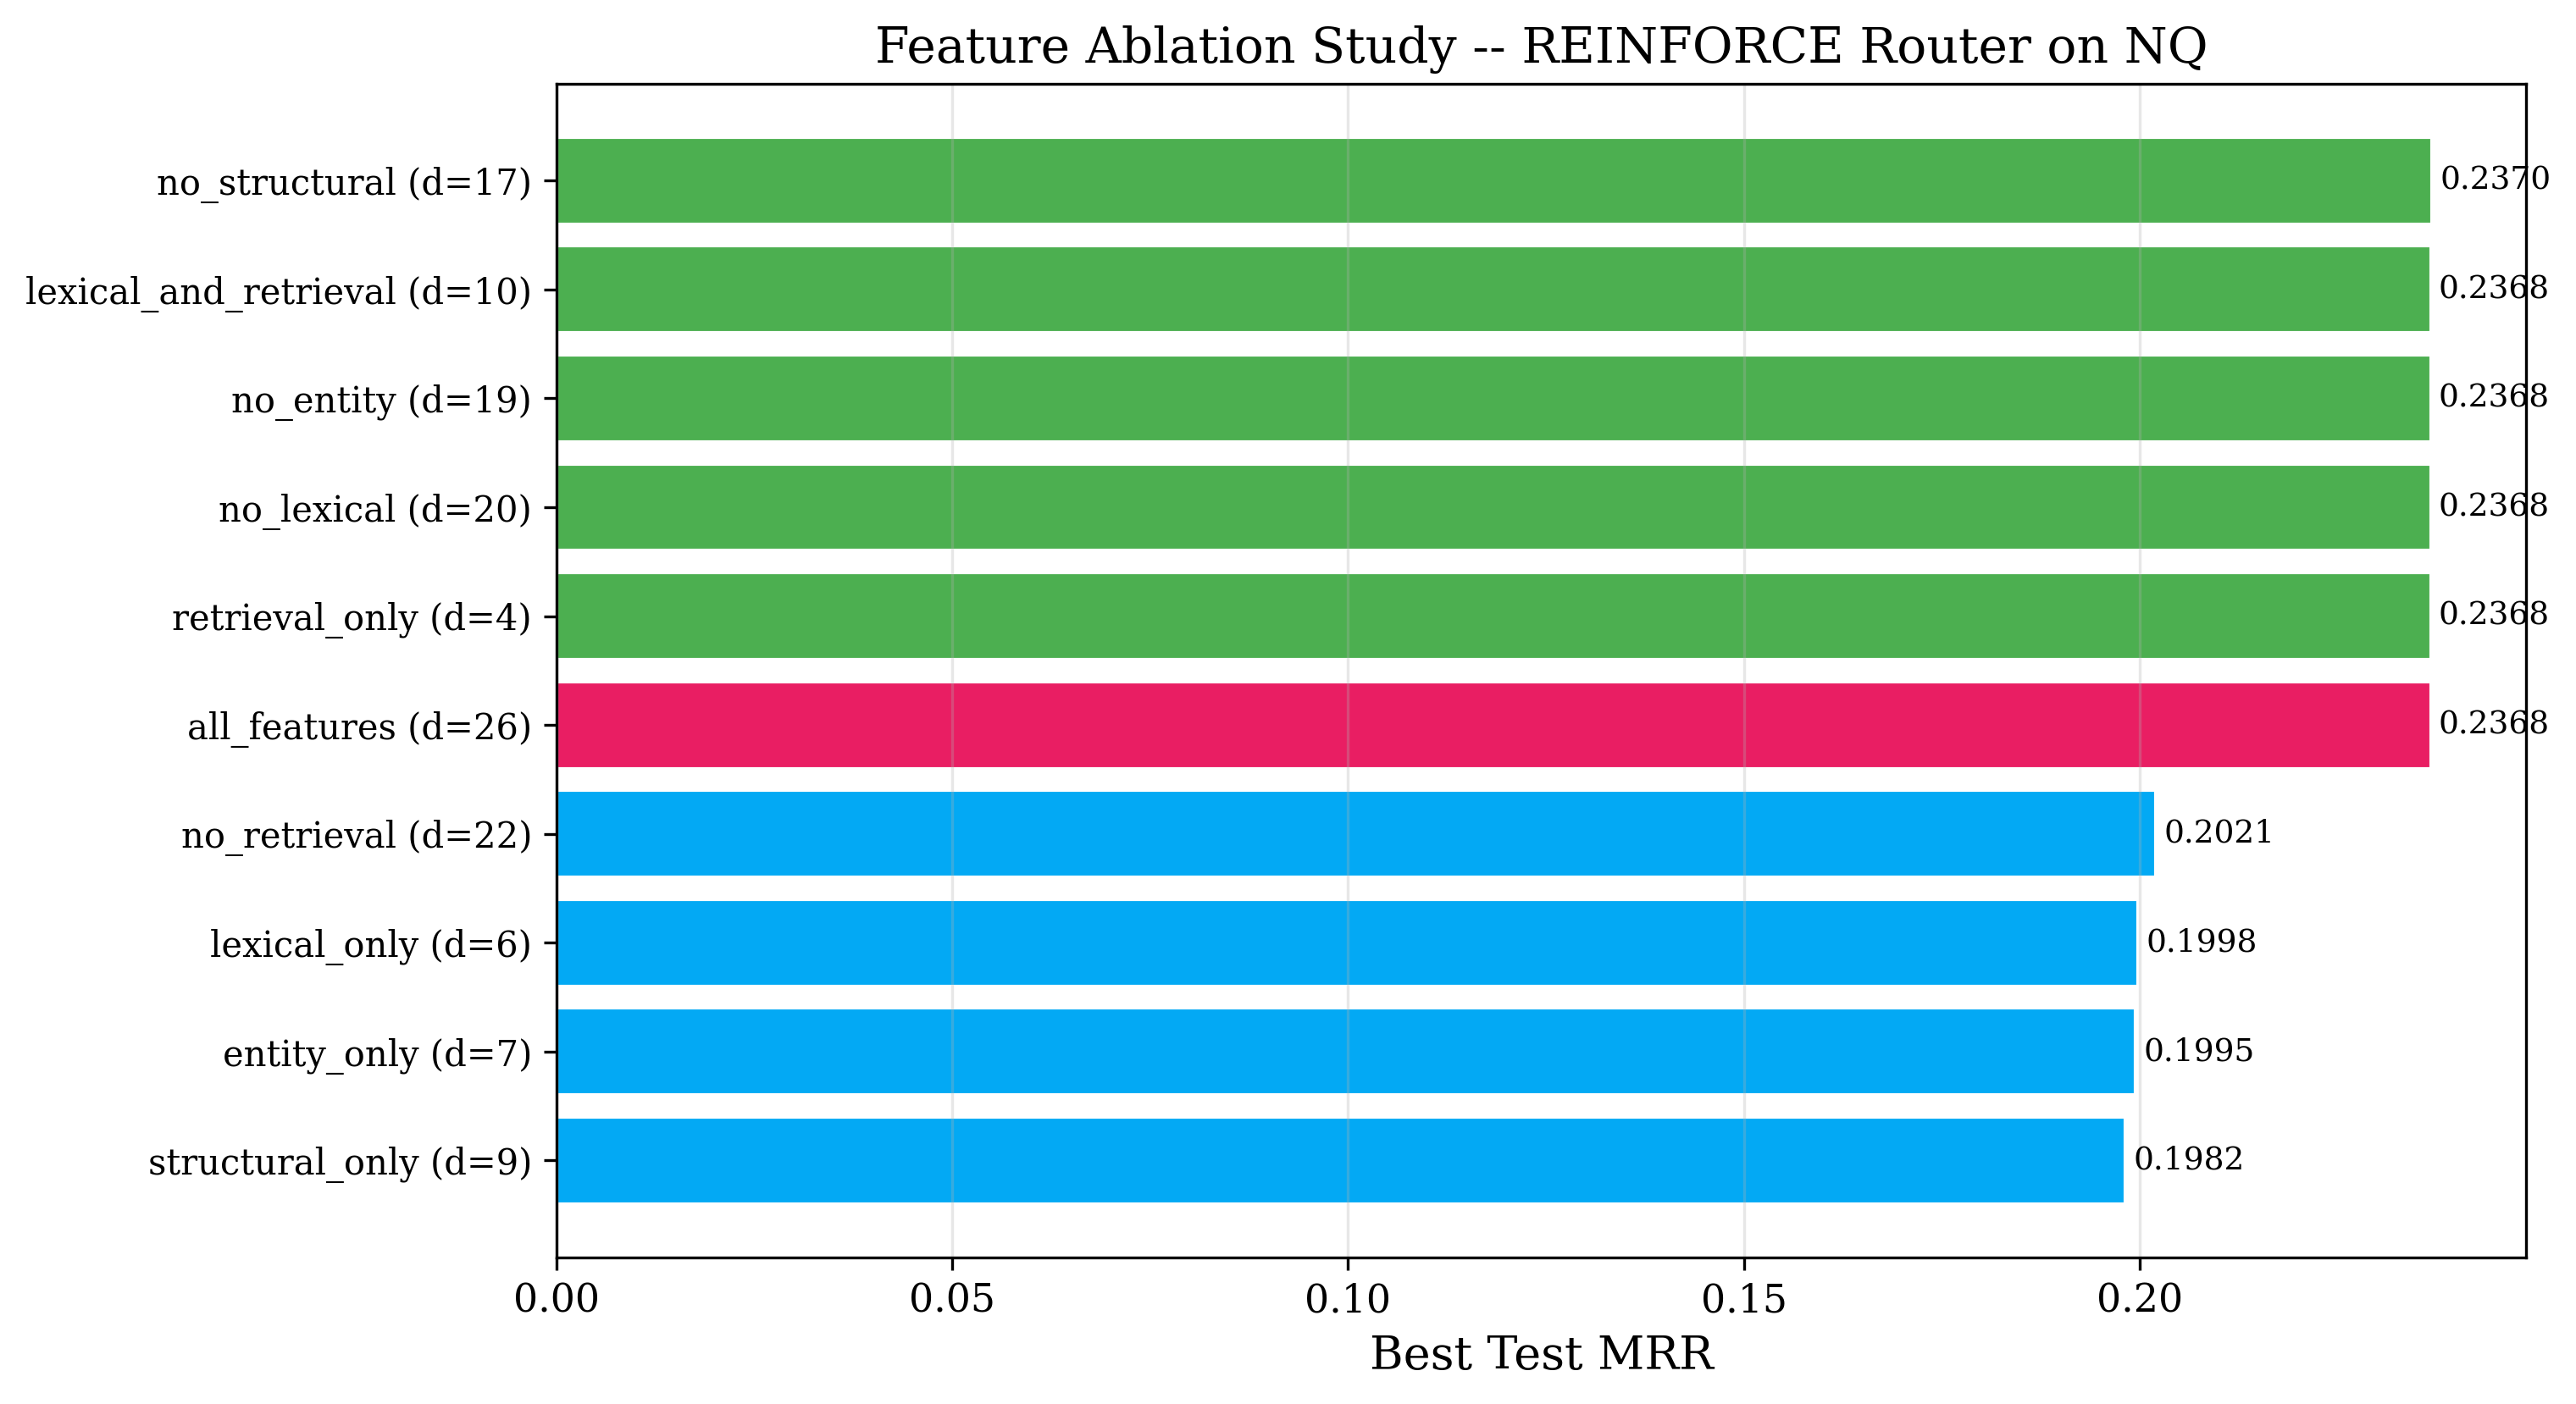 Feature Ablation Study -- REINFORCE Router on NQ
no_structural (d=17) 0.2370
lexical_and_retrieval (d=10) 0.2368
no_entity (d=19) 0.2368
no_lexical (d=20) 0.2368
retrieval_only (d=4) 0.2368
all_features (d=26) 0.2368
no_retrieval (d=22) 0.2021
lexical_only (d=6) 0.1998
entity_only (d=7) 0.1995
structural_only (d=9) 0.1982
0.00 0.05 0.10 0.15 0.20
Best Test MRR